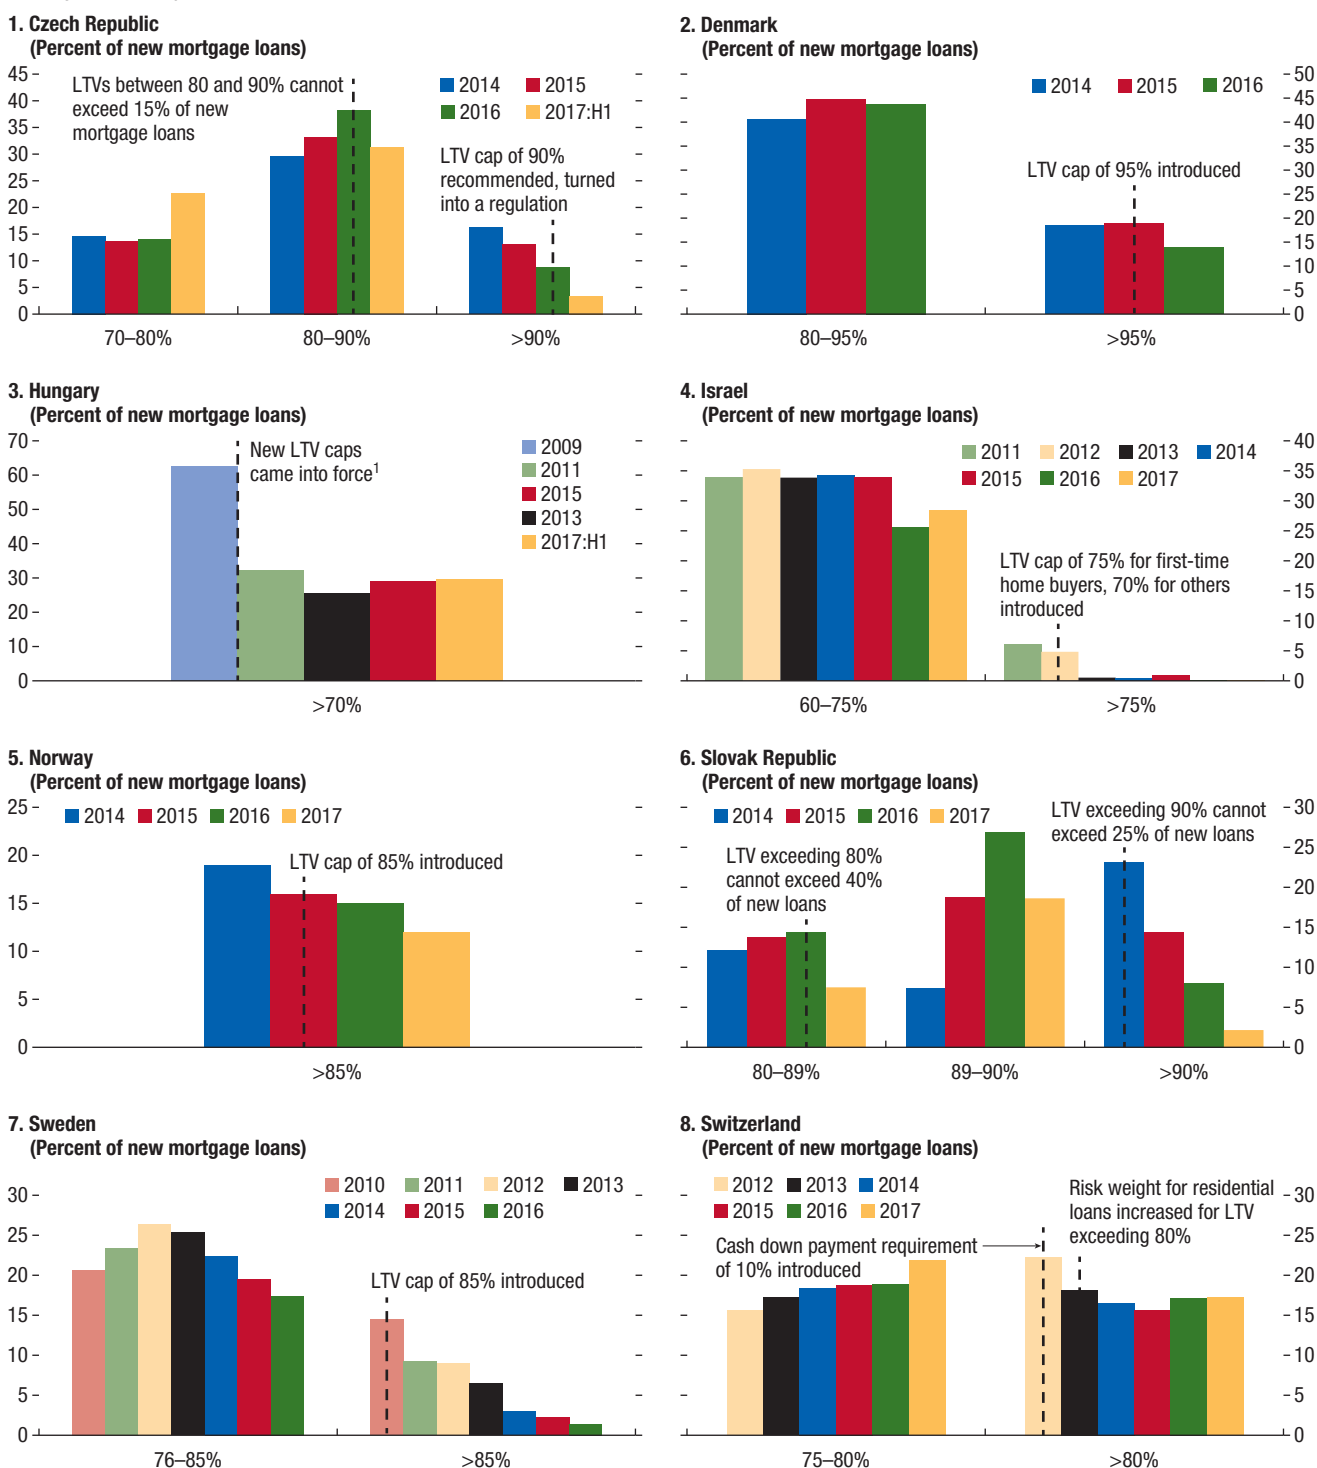 1. Czech Republic
(Percent of new mortgage loans)
45
40
35
30
25
20
15
10
5
0
LTVs between 80 and 90% cannot
exceed 15% of new
mortgage loans
2014 2015
2016 2017:H1
LTV cap of 90%
recommended, turned
into a regulation
70–80% 80–90% >90%
2. Denmark
(Percent of new mortgage loans)
2014 2015 2016
LTV cap of 95% introduced
50
45
40
35
30
25
20
15
10
5
0
80–95% >95%
3. Hungary
(Percent of new mortgage loans)
70
60
50
40
30
20
10
0
New LTV caps
came into force1
2009
2011
2015
2013
2017:H1
>70%
4. Israel
(Percent of new mortgage loans)
2011 2012 2013 2014
2015 2016 2017
LTV cap of 75% for first-time
home buyers, 70% for others
introduced
40
35
30
25
20
15
10
5
0
60–75% >75%
5. Norway
(Percent of new mortgage loans)
25
20
15
10
5
0
2014 2015 2016 2017
LTV cap of 85% introduced
>85%
6. Slovak Republic
(Percent of new mortgage loans)
2014 2015 2016 2017
LTV exceeding 80%
cannot exceed 40%
of new loans
LTV exceeding 90% cannot
exceed 25% of new loans
30
25
20
15
10
5
0
80–89% 89–90% >90%
7. Sweden
(Percent of new mortgage loans)
30
25
20
15
10
5
0
2010 2011 2012 2013
2014 2015 2016
LTV cap of 85% introduced
76–85% >85%
8. Switzerland
(Percent of new mortgage loans)
2012 2013 2014
2015 2016 2017
Cash down payment requirement
of 10% introduced
Risk weight for residential
loans increased for LTV
exceeding 80%
30
25
20
15
10
5
0
75–80% >80%